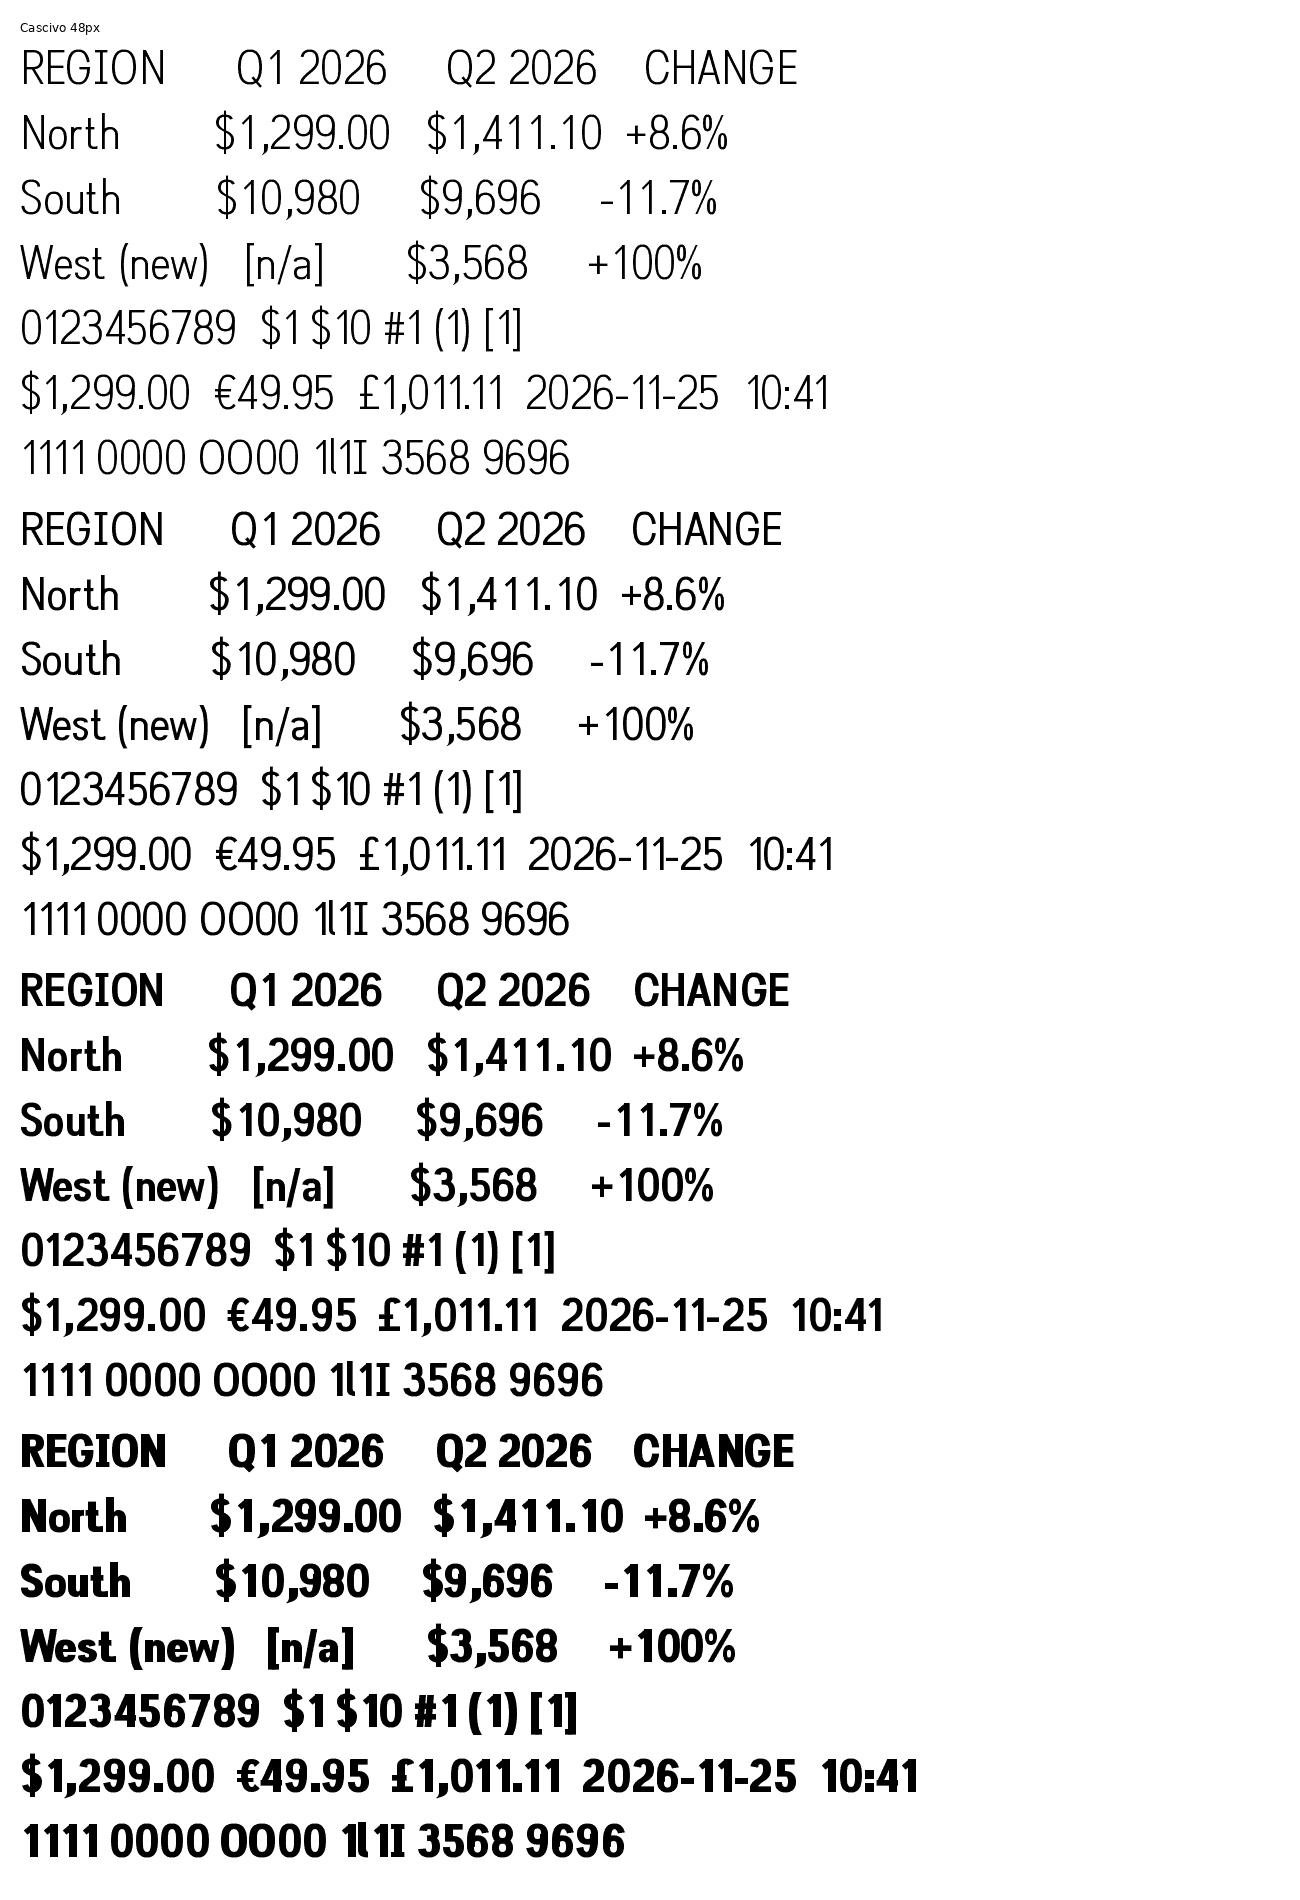 Cascivo 48px
REGION Q1 2026 Q2 2026 CHANGE
North $1,299.00 $1,411.10 +8.6%
South $10,980 $9,696 -11.7%
West (new) [n/a] $3,568 +100%
0123456789 $1 $10 #1 (1) [1]
$1,299.00 €49.95 £1,011.11 2026-11-25 10:41
1111 0000 OO00 1l1I 3568 9696
REGION Q1 2026 Q2 2026 CHANGE
North $1,299.00 $1,411.10 +8.6%
South $10,980 $9,696 -11.7%
West (new) [n/a] $3,568 +100%
0123456789 $1 $10 #1 (1) [1]
$1,299.00 €49.95 £1,011.11 2026-11-25 10:41
1111 0000 OO00 1l1I 3568 9696
REGION Q1 2026 Q2 2026 CHANGE
North $1,299.00 $1,411.10 +8.6%
South $10,980 $9,696 -11.7%
West (new) [n/a] $3,568 +100%
0123456789 $1 $10 #1 (1) [1]
$1,299.00 €49.95 £1,011.11 2026-11-25 10:41
1111 0000 OO00 1l1I 3568 9696
REGION Q1 2026 Q2 2026 CHANGE
North $1,299.00 $1,411.10 +8.6%
South $10,980 $9,696 -11.7%
West (new) [n/a] $3,568 +100%
0123456789 $1 $10 #1 (1) [1]
$1,299.00 €49.95 £1,011.11 2026-11-25 10:41
1111 0000 OO00 1l1I 3568 9696